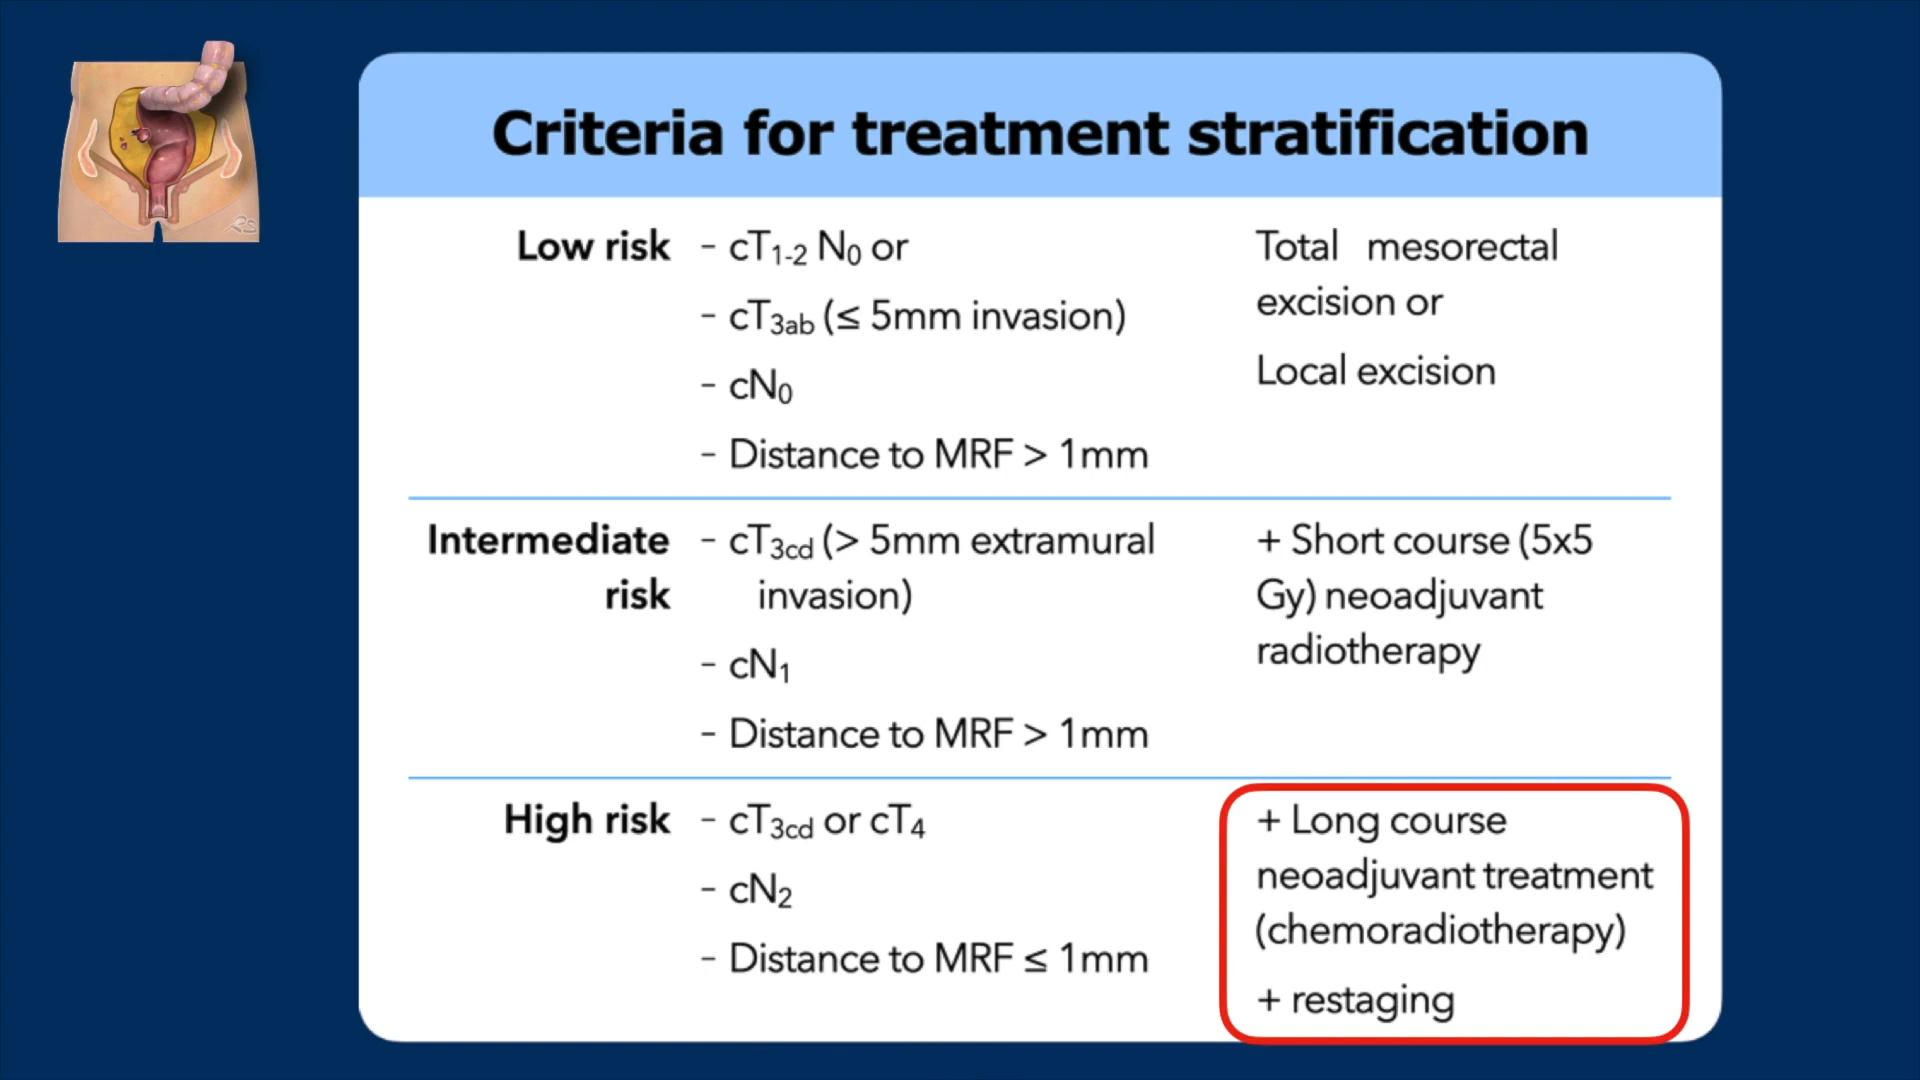 Criteria for treatment stratification
Low risk
- cT1-2 N0 or
- cT3ab (≤ 5mm invasion)
- cN0
- Distance to MRF > 1mm
Total mesorectal
excision or
Local excision
Intermediate
risk
- cT3cd (> 5mm extramural
invasion)
- cN1
- Distance to MRF > 1mm
+ Short course (5x5
Gy) neoadjuvant
radiotherapy
High risk
- cT3cd or cT4
- cN2
- Distance to MRF ≤ 1mm
+ Long course
neoadjuvant treatment
(chemoradiotherapy)
+ restaging
RS